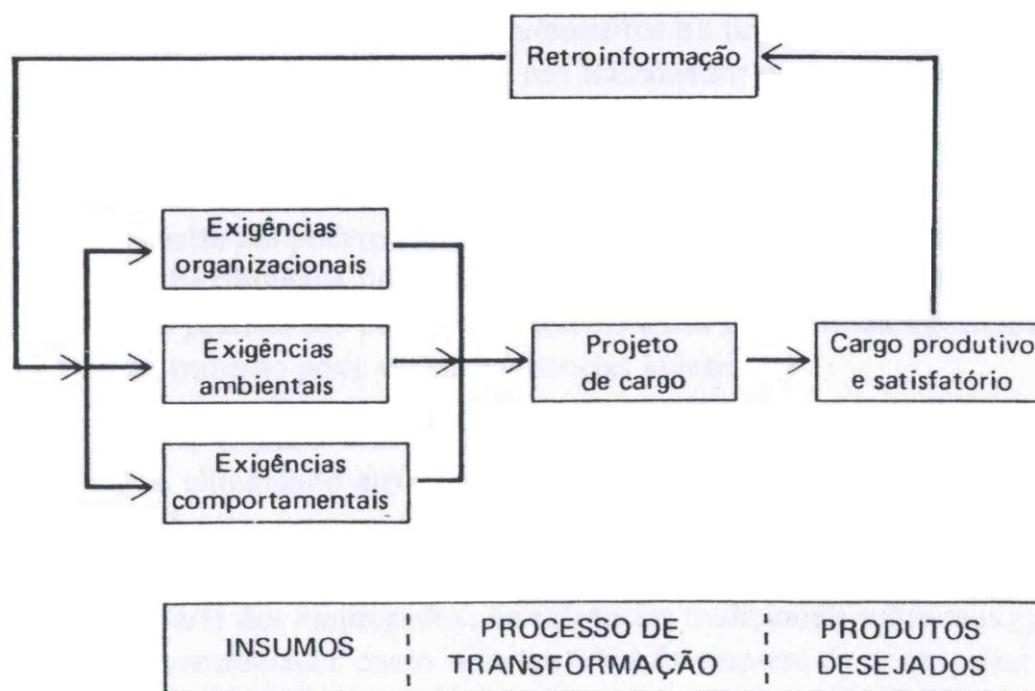 Retroinformação
Exigências
organizacionais
Exigências
ambientais
Projeto
de cargo
Cargo produtivo
e satisfatório
Exigências
comportamentais
INSUMOS
PROCESSO DE
TRANSFORMAÇÃO
PRODUTOS
DESEJADOS